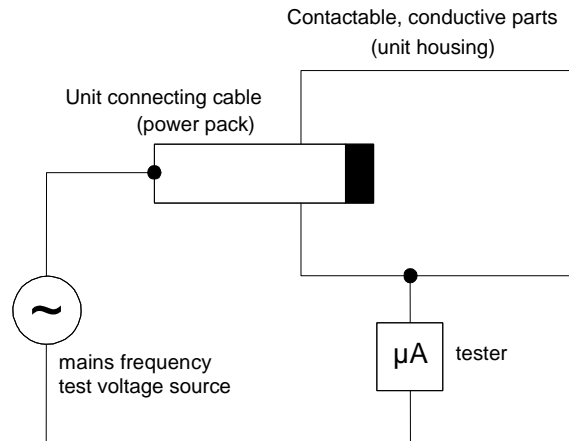 Contactable, conductive parts
(unit housing)
Unit connecting cable
(power pack)
~
mains frequency
test voltage source
µA
tester